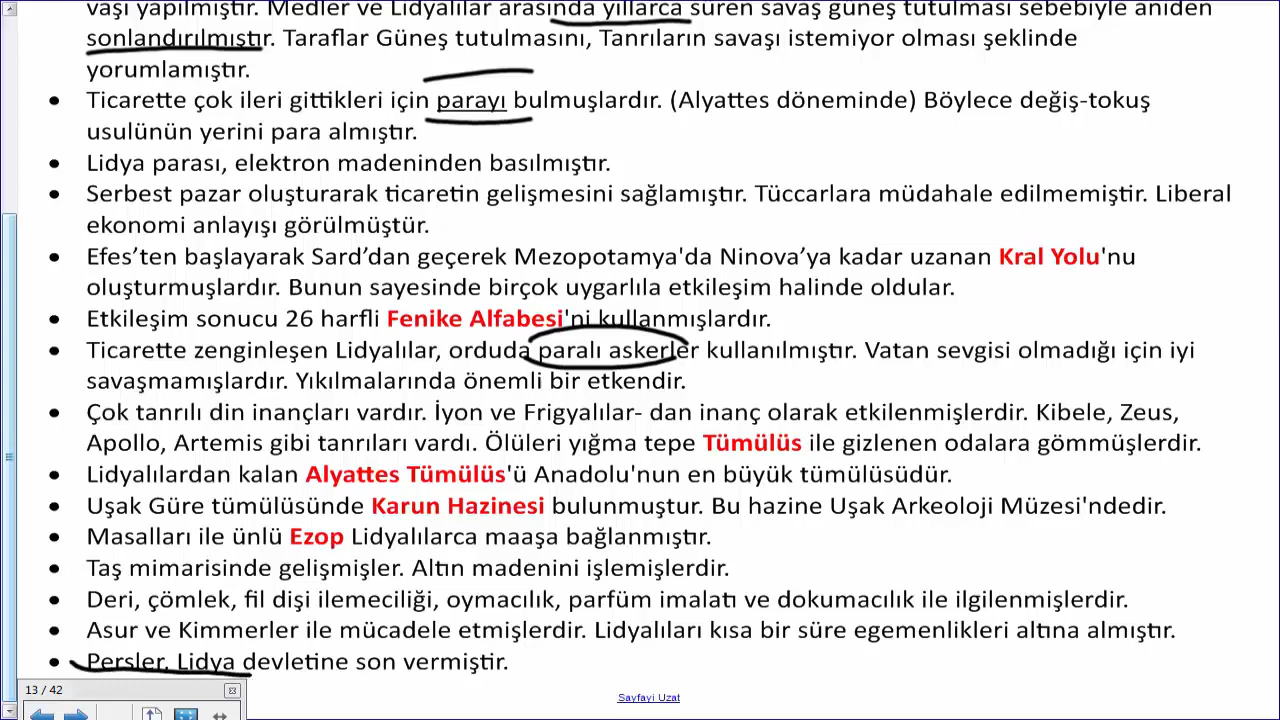 vaşı yapılmıştır. Medler ve Lidyalılar arasında yıllarca süren savaş güneş tutulması sebebiyle aniden
sonlandırılmıştır. Taraflar Güneş tutulmasını, Tanrıların savaşı istemiyor olması şeklinde
yorumlamıştır.
• Ticarette çok ileri gittikleri için parayı bulmuşlardır. (Alyattes döneminde) Böylece değiş-tokuş
usulünün yerini para almıştır.
• Lidya parası, elektron madeninden basılmıştır.
• Serbest pazar oluşturarak ticaretin gelişmesini sağlamıştır. Tüccarlara müdahale edilmemiştir. Liberal
ekonomi anlayışı görülmüştür.
• Efes’ten başlayarak Sard’dan geçerek Mezopotamya'da Ninova’ya kadar uzanan Kral Yolu'nu
oluşturmuşlardır. Bunun sayesinde birçok uygarlıla etkileşim halinde oldular.
• Etkileşim sonucu 26 harfli Fenike Alfabesi'ni kullanmışlardır.
• Ticarette zenginleşen Lidyalılar, orduda paralı askerler kullanılmıştır. Vatan sevgisi olmadığı için iyi
savaşmamışlardır. Yıkılmalarında önemli bir etkendir.
• Çok tanrılı din inançları vardır. İyon ve Frigyalılar- dan inanç olarak etkilenmişlerdir. Kibele, Zeus,
Apollo, Artemis gibi tanrıları vardı. Ölüleri yığma tepe Tümülüs ile gizlenen odalara gömmüşlerdir.
• Lidyalılardan kalan Alyattes Tümülüs'ü Anadolu'nun en büyük tümülüsüdür.
• Uşak Güre tümülüsünde Karun Hazinesi bulunmuştur. Bu hazine Uşak Arkeoloji Müzesi'ndedir.
• Masalları ile ünlü Ezop Lidyalılarca maaşa bağlanmıştır.
• Taş mimarisinde gelişmişler. Altın madenini işlemişlerdir.
• Deri, çömlek, fil dişi ilemeciliği, oymacılık, parfüm imalatı ve dokumacılık ile ilgilenmişlerdir.
• Asur ve Kimmerler ile mücadele etmişlerdir. Lidyalıları kısa bir süre egemenlikleri altına almıştır.
• Persler, Lidya devletine son vermiştir.
13 / 42
Sayfayi Uzat